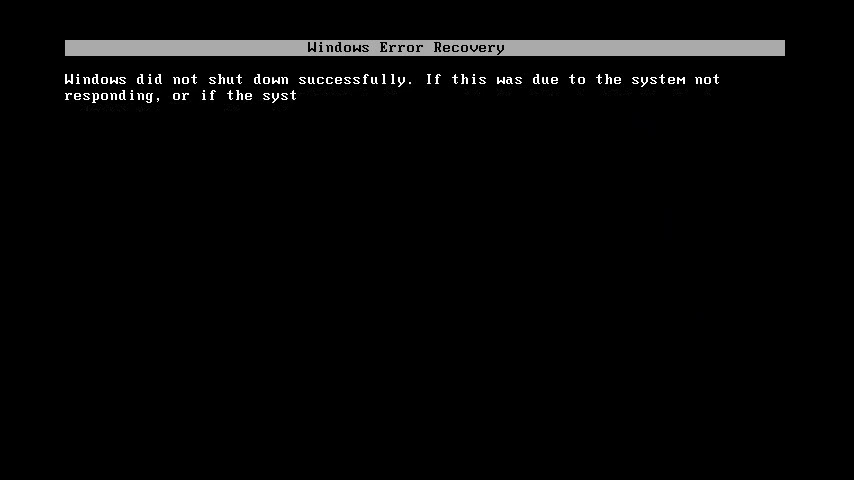 Windows Error Recovery
Windows did not shut down successfully. If this was due to the system not
responding, or if the syst